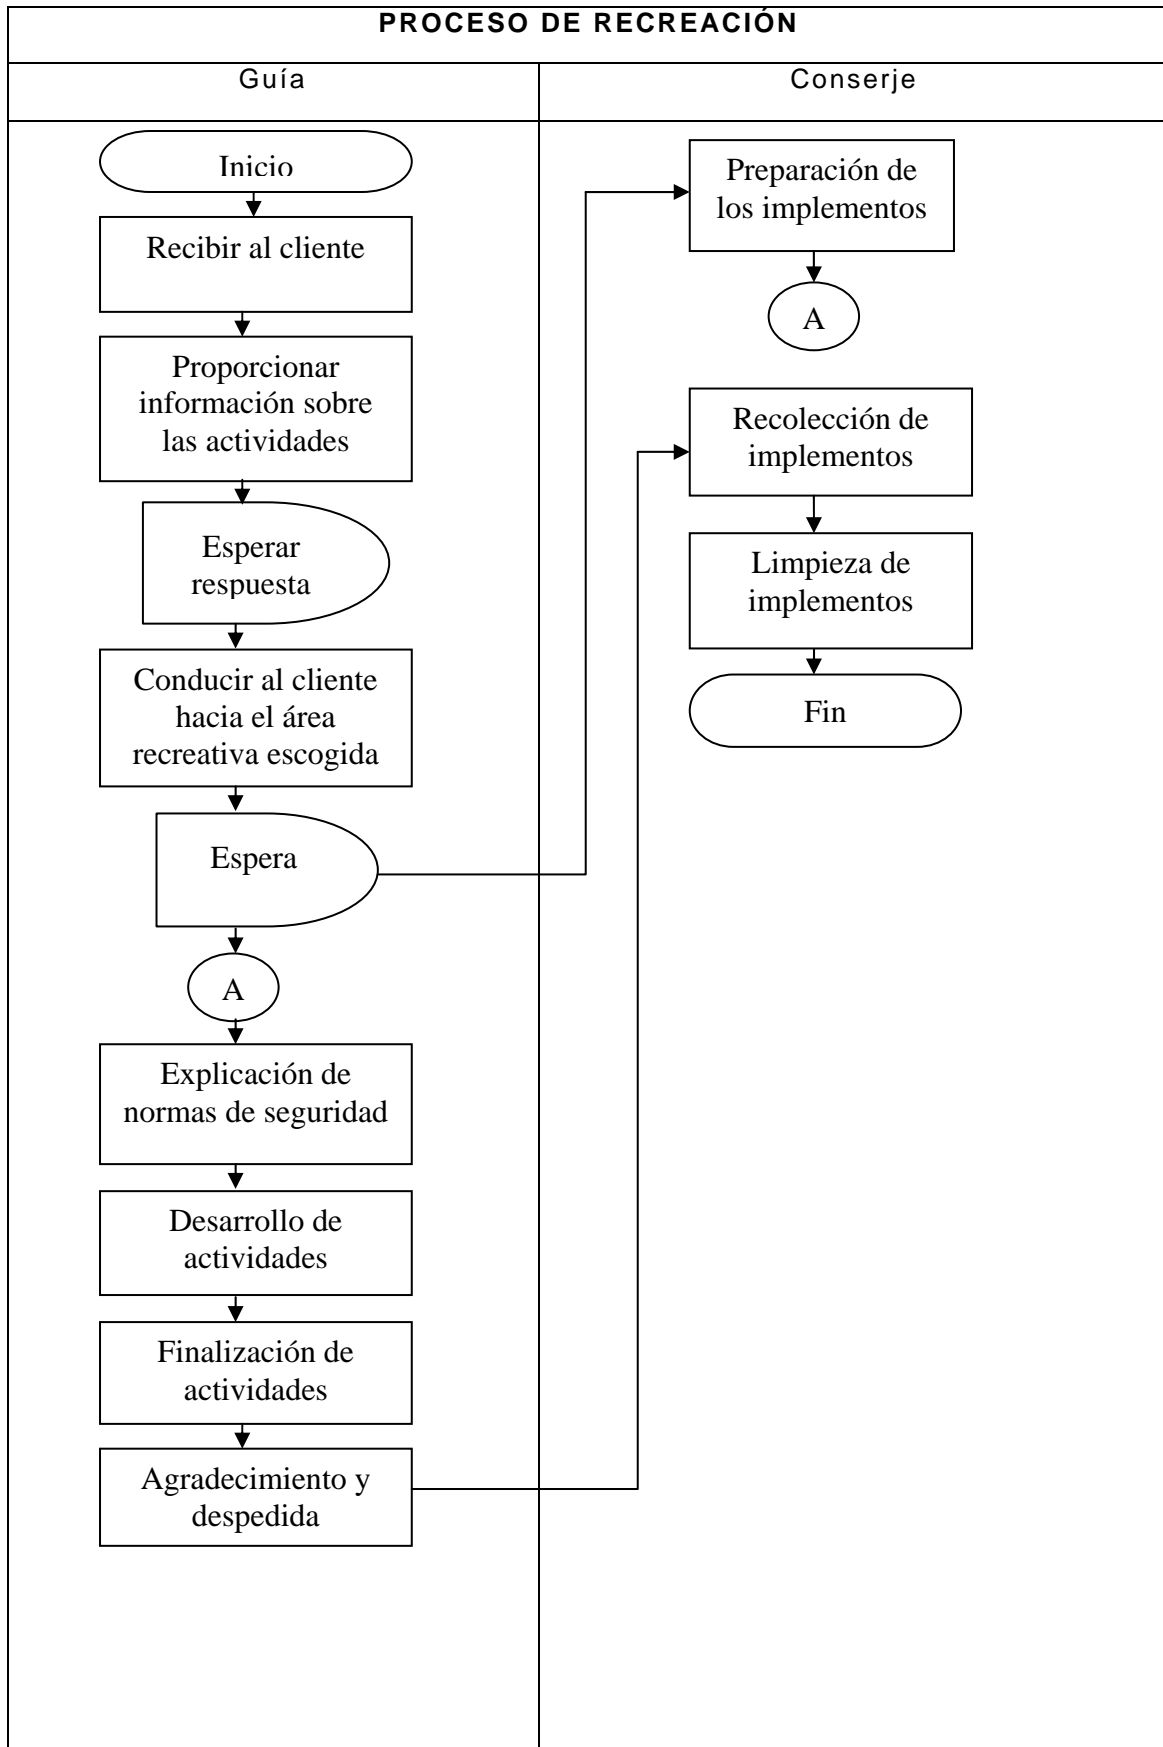 PROCESO DE RECREACIÓN
Guía
Conserje
Inicio
Recibir al cliente
Proporcionar
información sobre
las actividades
Esperar
respuesta
Conducir al cliente
hacia el área
recreativa escogida
Espera
A
Explicación de
normas de seguridad
Desarrollo de
actividades
Finalización de
actividades
Agradecimiento y
despedida
Preparación de
los implementos
A
Recolección de
implementos
Limpieza de
implementos
Fin